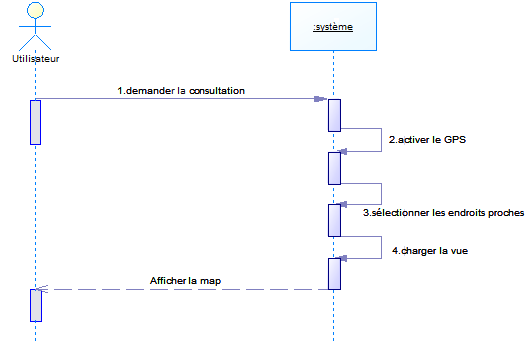 :système
Utilisateur
1.demander la consultation
2.activer le GPS
3.sélectionner les endroits proches
4.charger la vue
Afficher la map